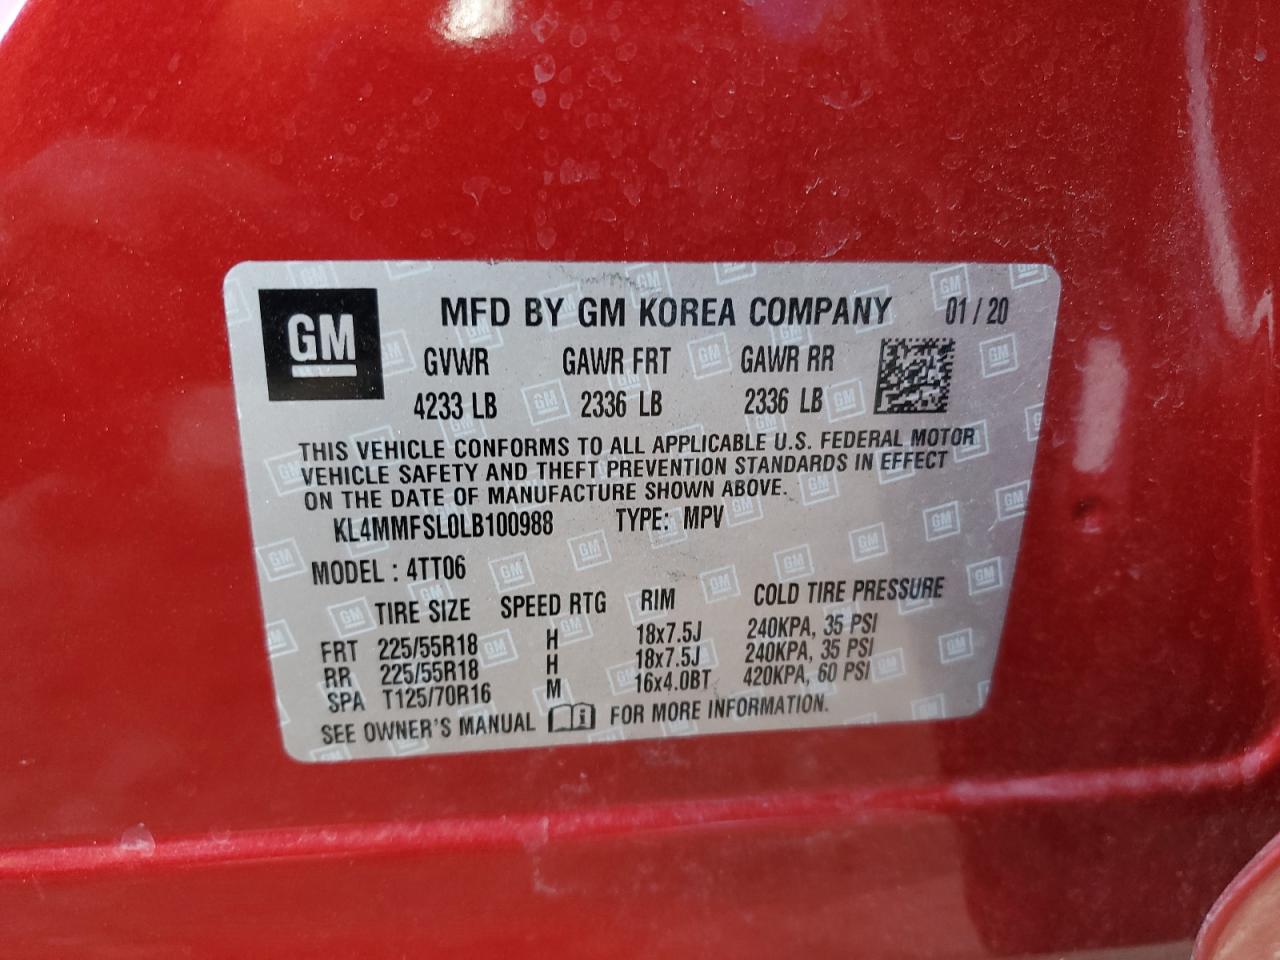 GM
MFD BY GM KOREA COMPANY 01 / 20
GVWR GAWR FRT GAWR RR
4233 LB 2336 LB 2336 LB
THIS VEHICLE CONFORMS TO ALL APPLICABLE U.S. FEDERAL MOTOR
VEHICLE SAFETY AND THEFT PREVENTION STANDARDS IN EFFECT
ON THE DATE OF MANUFACTURE SHOWN ABOVE.
KL4MMFSL0LB100988 TYPE: MPV
MODEL : 4TT06
TIRE SIZE SPEED RTG RIM COLD TIRE PRESSURE
FRT 225/55R18 H 18x7.5J 240KPA, 35 PSI
RR 225/55R18 H 18x7.5J 240KPA, 35 PSI
SPA T125/70R16 M 16x4.0BT 420KPA, 60 PSI
SEE OWNER'S MANUAL i FOR MORE INFORMATION.